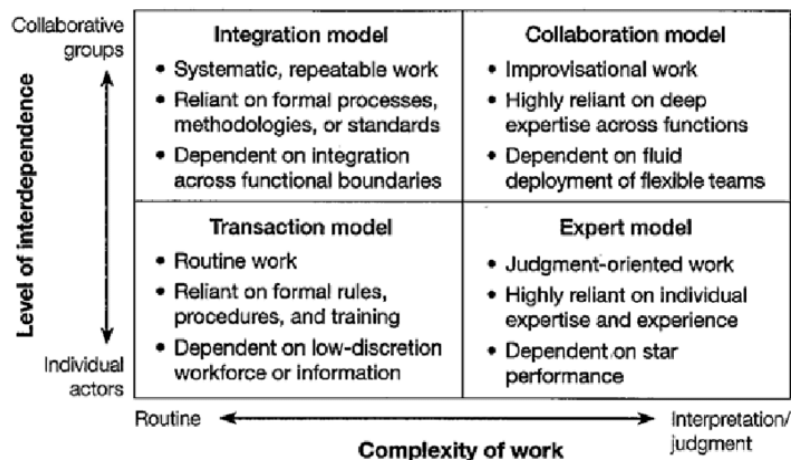 Collaborative
groups
Level of interdependence
Individual
actors
Integration model
• Systematic, repeatable work
• Reliant on formal processes,
methodologies, or standards
• Dependent on integration
across functional boundaries
Collaboration model
• Improvisational work
• Highly reliant on deep
expertise across functions
• Dependent on fluid
deployment of flexible teams
Transaction model
• Routine work
• Reliant on formal rules,
procedures, and training
• Dependent on low-discretion
workforce or information
Expert model
• Judgment-oriented work
• Highly reliant on individual
expertise and experience
• Dependent on star
performance
Routine
Complexity of work
Interpretation/
judgment